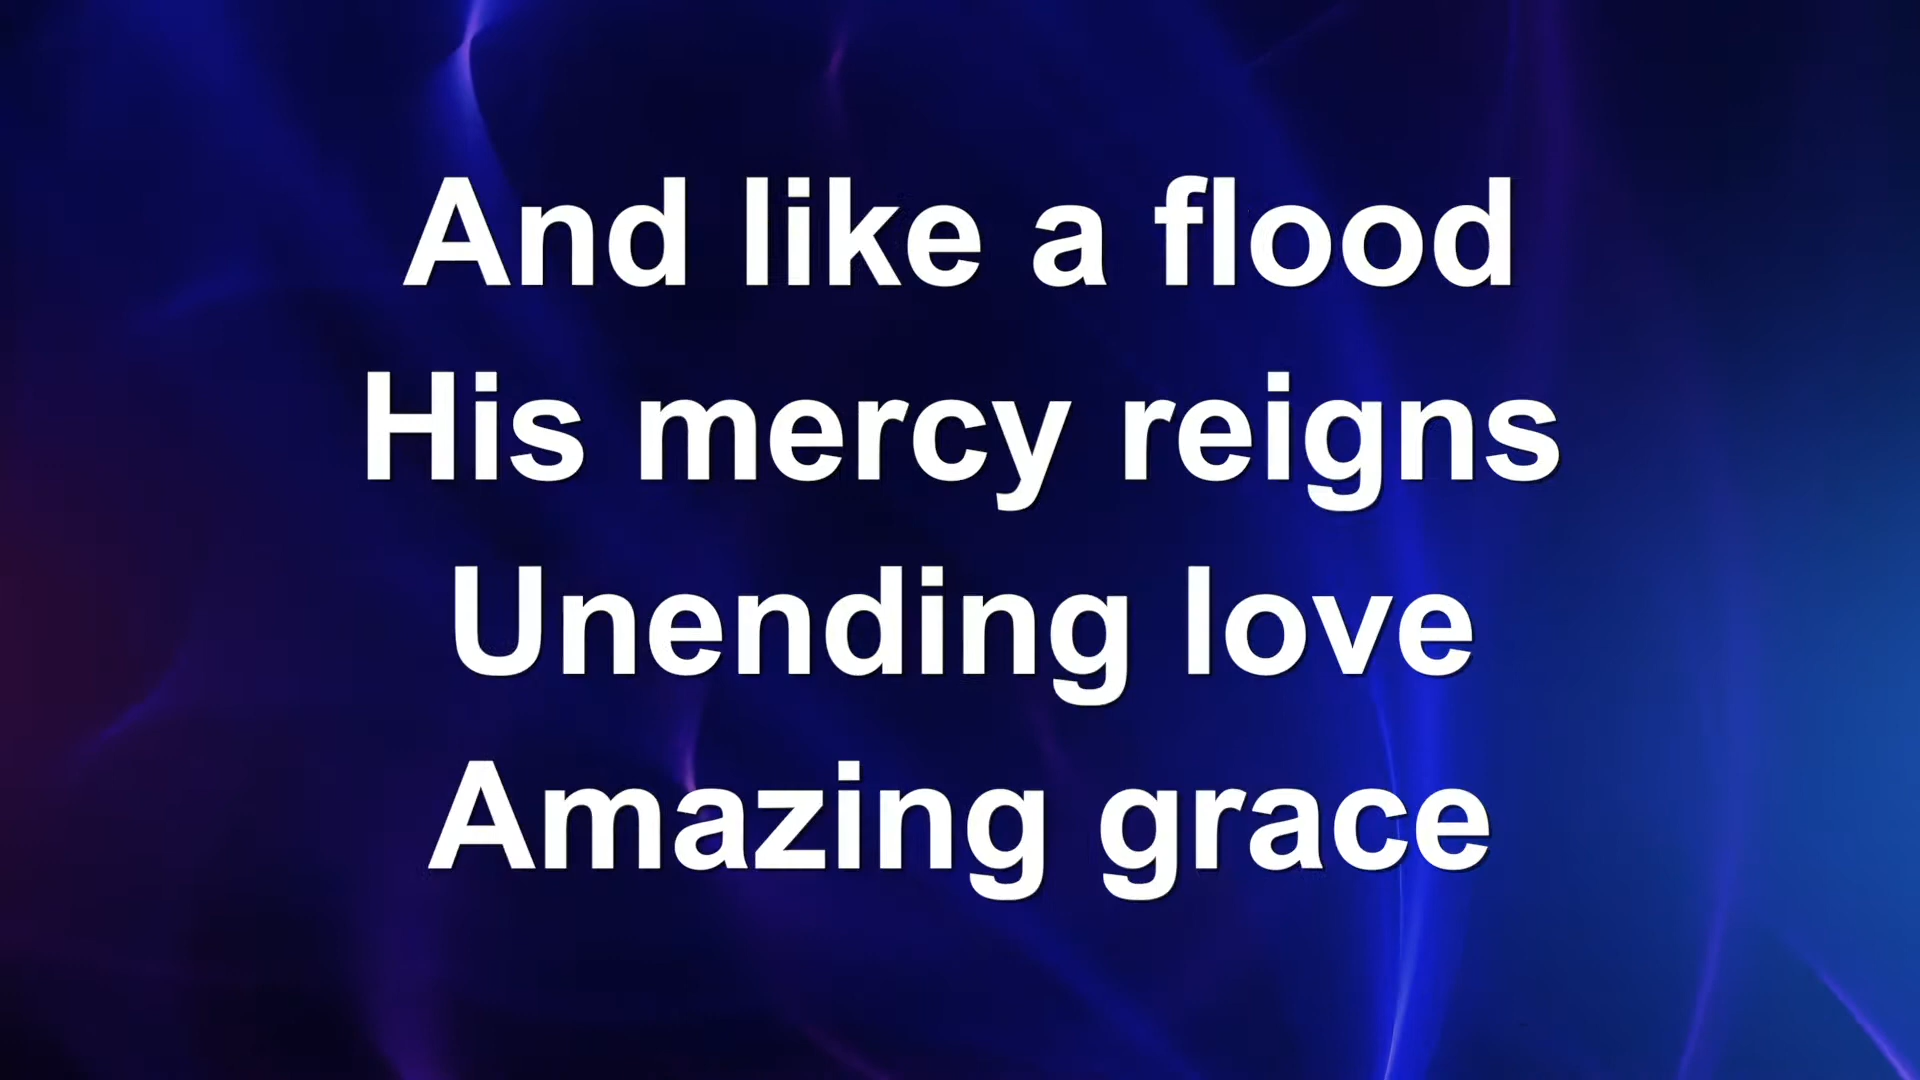 And like a flood
His mercy reigns
Unending love
Amazing grace